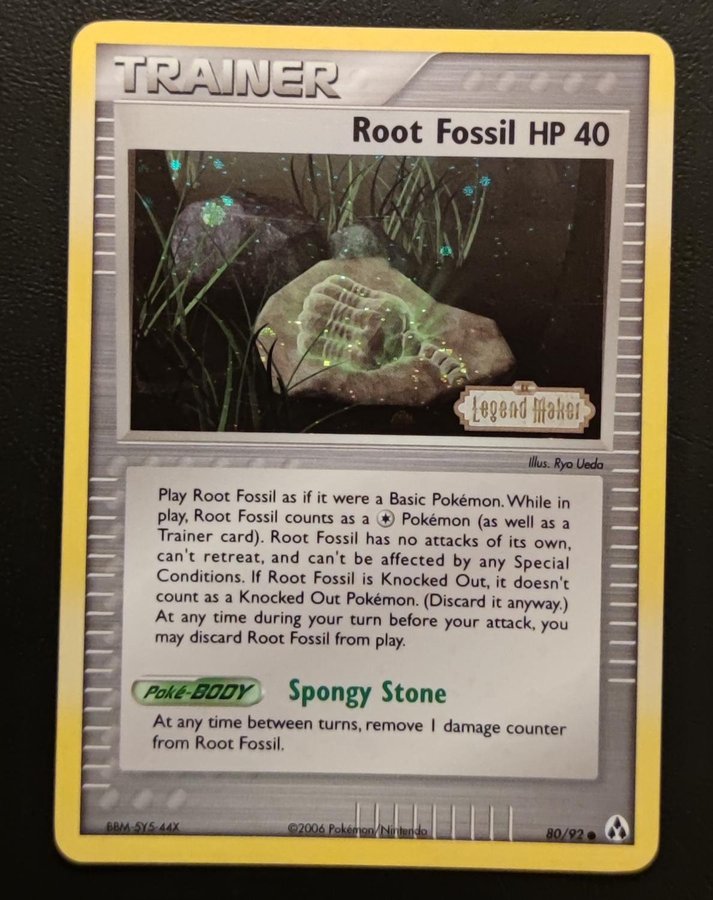 TRAINER
Root Fossil HP 40
EX
Legend Maker
Illus. Ryo Ueda
Play Root Fossil as if it were a Basic Pokémon. While in
play, Root Fossil counts as a Pokémon (as well as a
Trainer card). Root Fossil has no attacks of its own,
can't retreat, and can't be affected by any Special
Conditions. If Root Fossil is Knocked Out, it doesn't
count as a Knocked Out Pokémon. (Discard it anyway.)
At any time during your turn before your attack, you
may discard Root Fossil from play.
Poké-BODY Spongy Stone
At any time between turns, remove 1 damage counter
from Root Fossil.
BBM-5Y5-44X ©2006 Pokémon/Nintendo 80/92